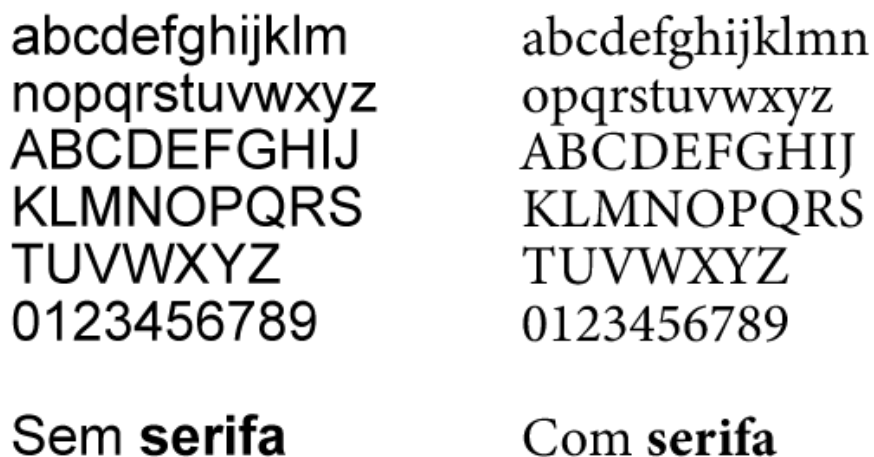 abcdefghijklm
nopqrstuvwxyz
ABCDEFGHIJ
KLMNOPQRS
TUVWXYZ
0123456789
Sem serifa
abcdefghijklmn
opqrstuvwxyz
ABCDEFGHIJ
KLMNOPQRS
TUVWXYZ
0123456789
Com serifa